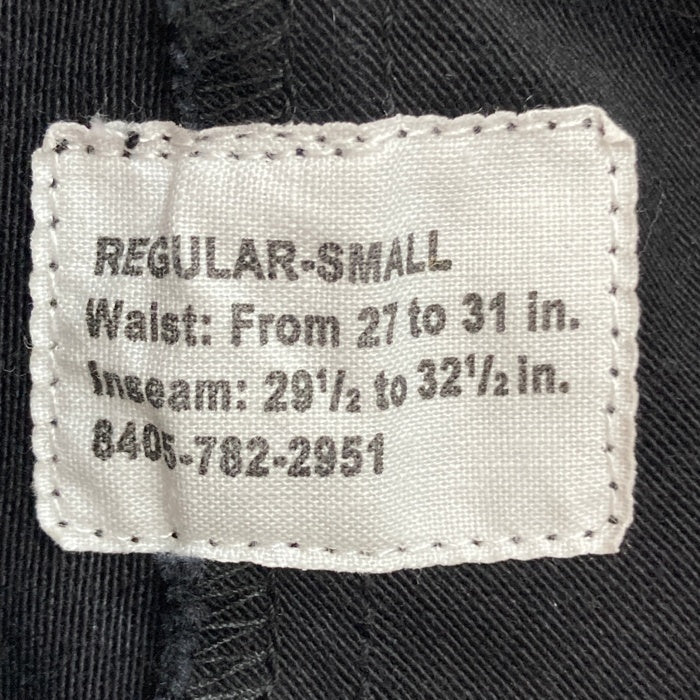 REGULAR-SMALL
Waist: From 27 to 31 in.
Inseam: 29½ to 32½ in.
8405-782-2951